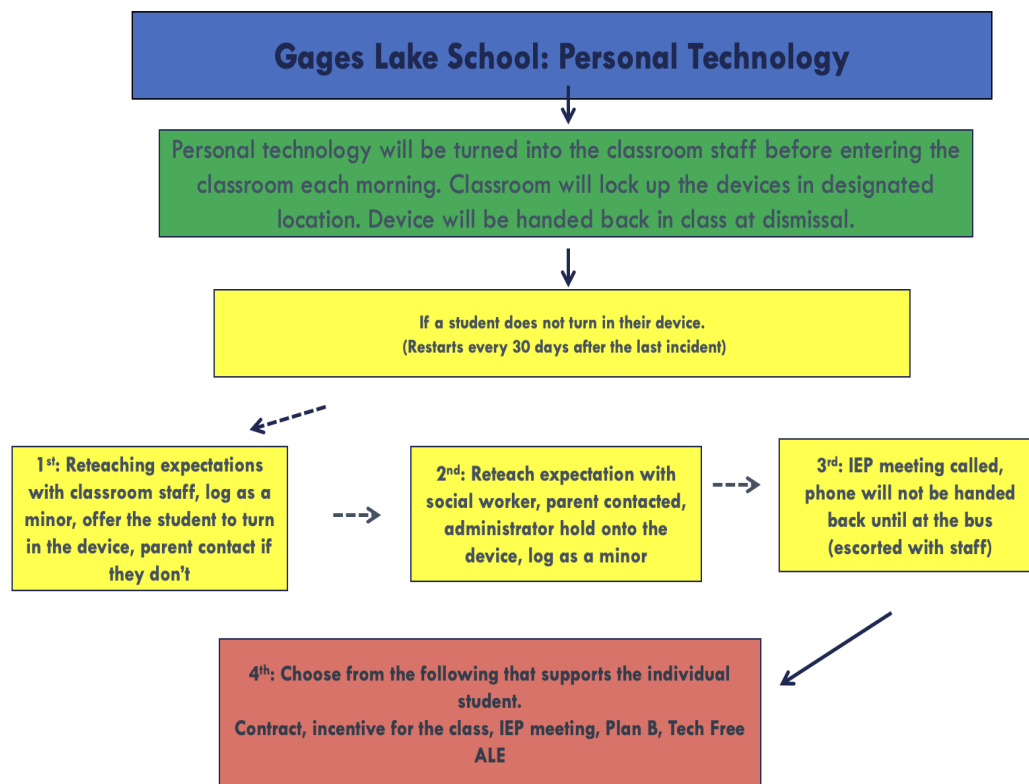 Gages Lake School: Personal Technology
Personal technology will be turned into the classroom staff before entering the
classroom each morning. Classroom will lock up the devices in designated
location. Device will be handed back in class at dismissal.
If a student does not turn in their device.
(Restarts every 30 days after the last incident)
1st: Reteaching expectations
with classroom staff, log as a
minor, offer the student to turn
in the device, parent contact if
they don’t
2nd: Reteach expectation with
social worker, parent contacted,
administrator hold onto the
device, log as a minor
3rd: IEP meeting called,
phone will not be handed
back until at the bus
(escorted with staff)
4th: Choose from the following that supports the individual
student.
Contract, incentive for the class, IEP meeting, Plan B, Tech Free
ALE